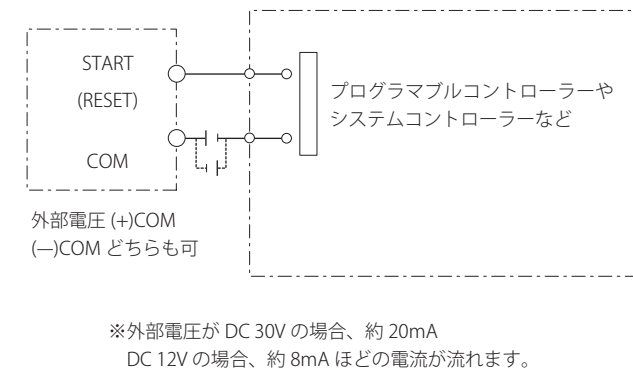 START
(RESET)
COM
プログラマブルコントローラーや
システムコントローラーなど
外部電圧 (+)COM
(—)COM どちらも可
※外部電圧が DC 30V の場合、約 20mA
DC 12V の場合、約 8mA ほどの電流が流れます。